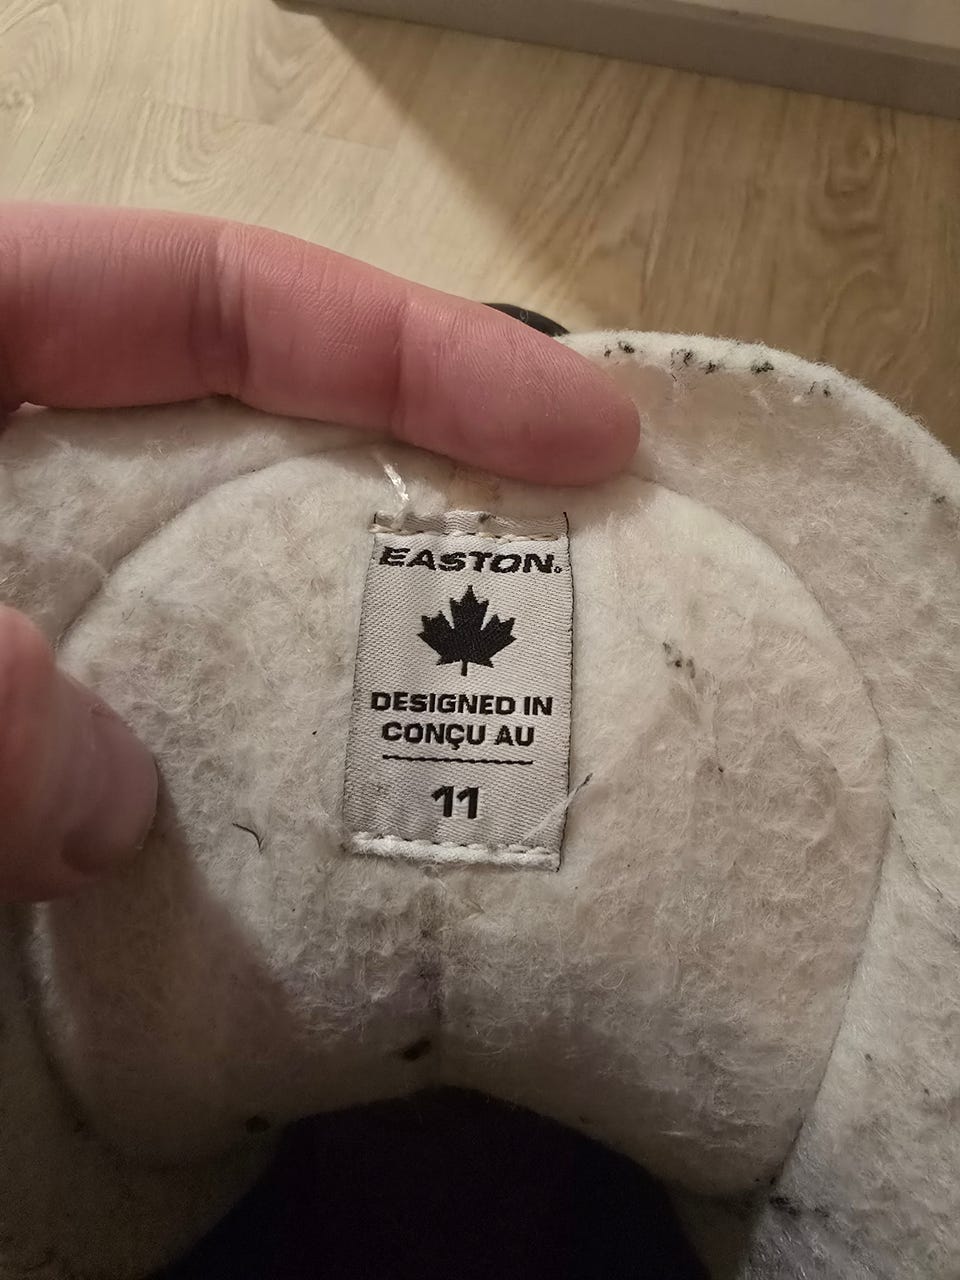 EASTON
DESIGNED IN
CONÇU AU
11